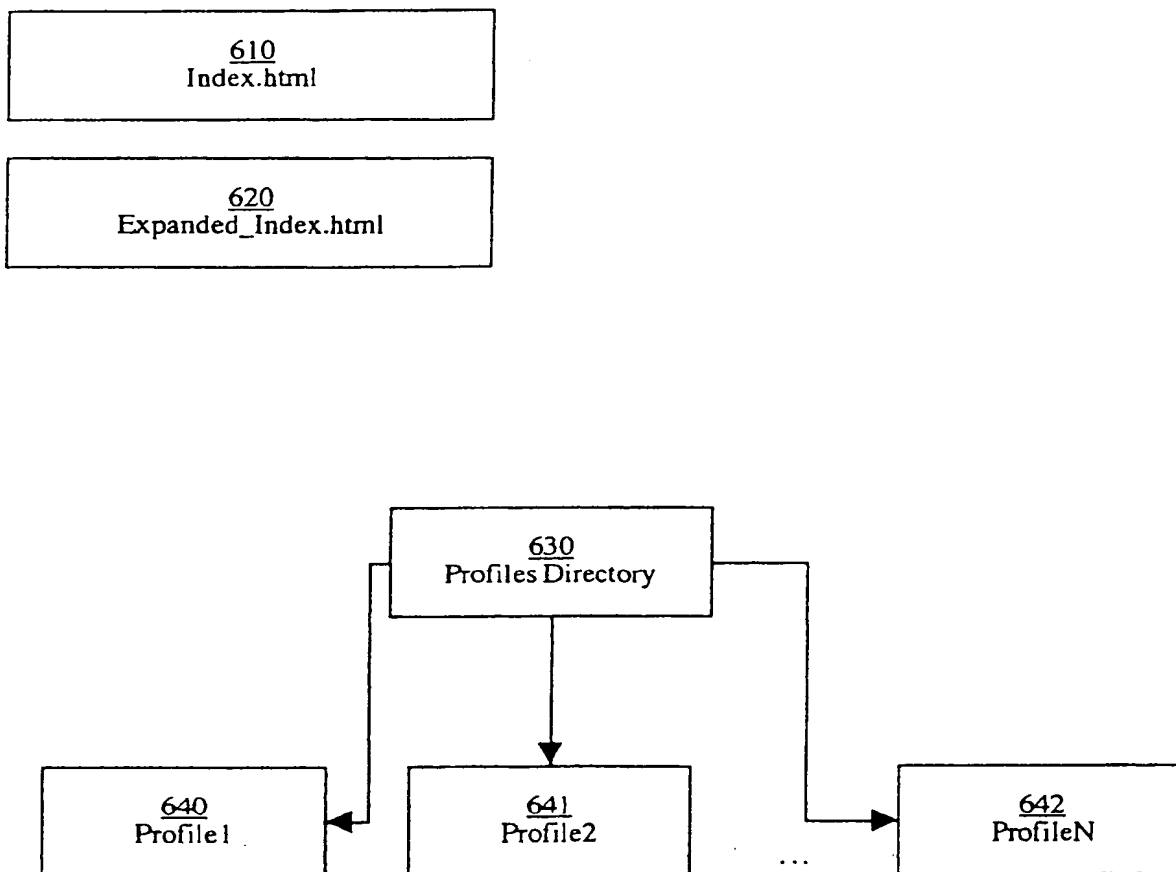 610
Index.html
620
Expanded_Index.html
630
Profiles Directory
640
Profile1
641
Profile2
...
642
ProfileN